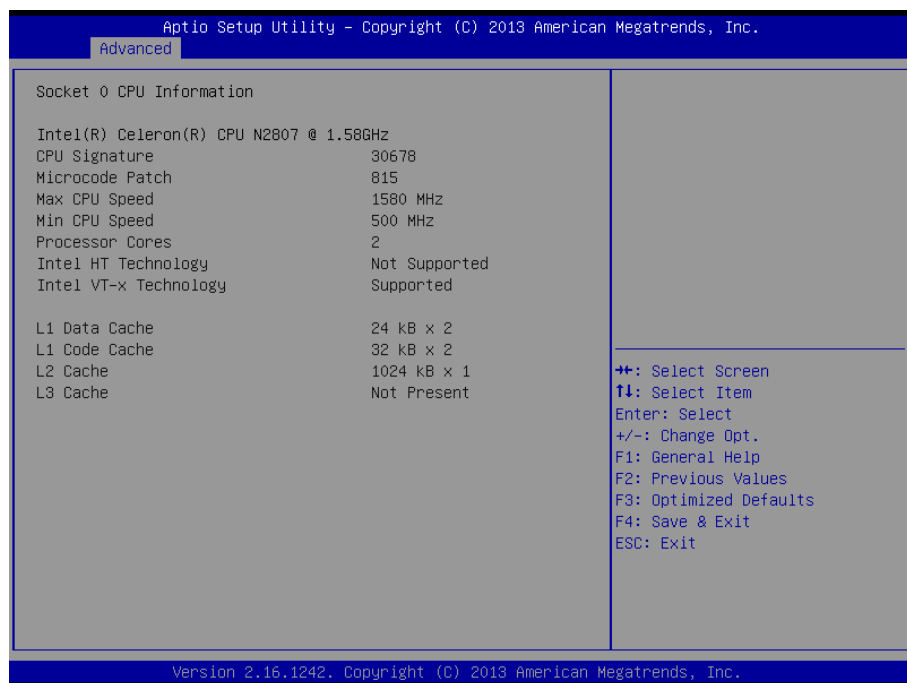 Aptio Setup Utility – Copyright (C) 2013 American Megatrends, Inc.
Advanced
Socket 0 CPU Information
Intel(R) Celeron(R) CPU N2807 @ 1.58GHz
CPU Signature 30678
Microcode Patch 815
Max CPU Speed 1580 MHz
Min CPU Speed 500 MHz
Processor Cores 2
Intel HT Technology Not Supported
Intel VT-x Technology Supported
L1 Data Cache 24 kB x 2
L1 Code Cache 32 kB x 2
L2 Cache 1024 kB x 1
L3 Cache Not Present
→←: Select Screen
↑↓: Select Item
Enter: Select
+/-: Change Opt.
F1: General Help
F2: Previous Values
F3: Optimized Defaults
F4: Save & Exit
ESC: Exit
Version 2.16.1242. Copyright (C) 2013 American Megatrends, Inc.